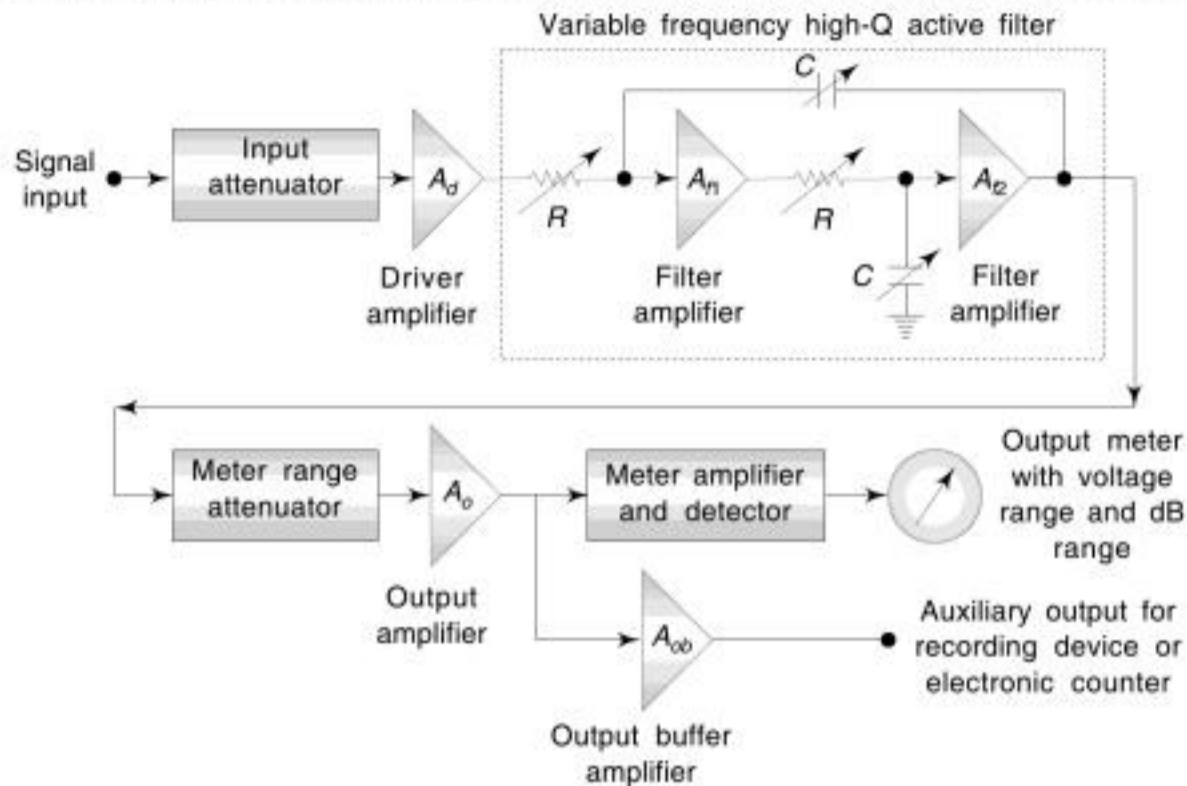 Variable frequency high-Q active filter
C
Signal
input
Input
attenuator
A_d
R
A_f1
R
A_f2
Driver
amplifier
Filter
amplifier
C
Filter
amplifier
Meter range
attenuator
A_o
Meter amplifier
and detector
Output meter
with voltage
range and dB
range
Output
amplifier
A_ob
Auxiliary output for
recording device or
electronic counter
Output buffer
amplifier